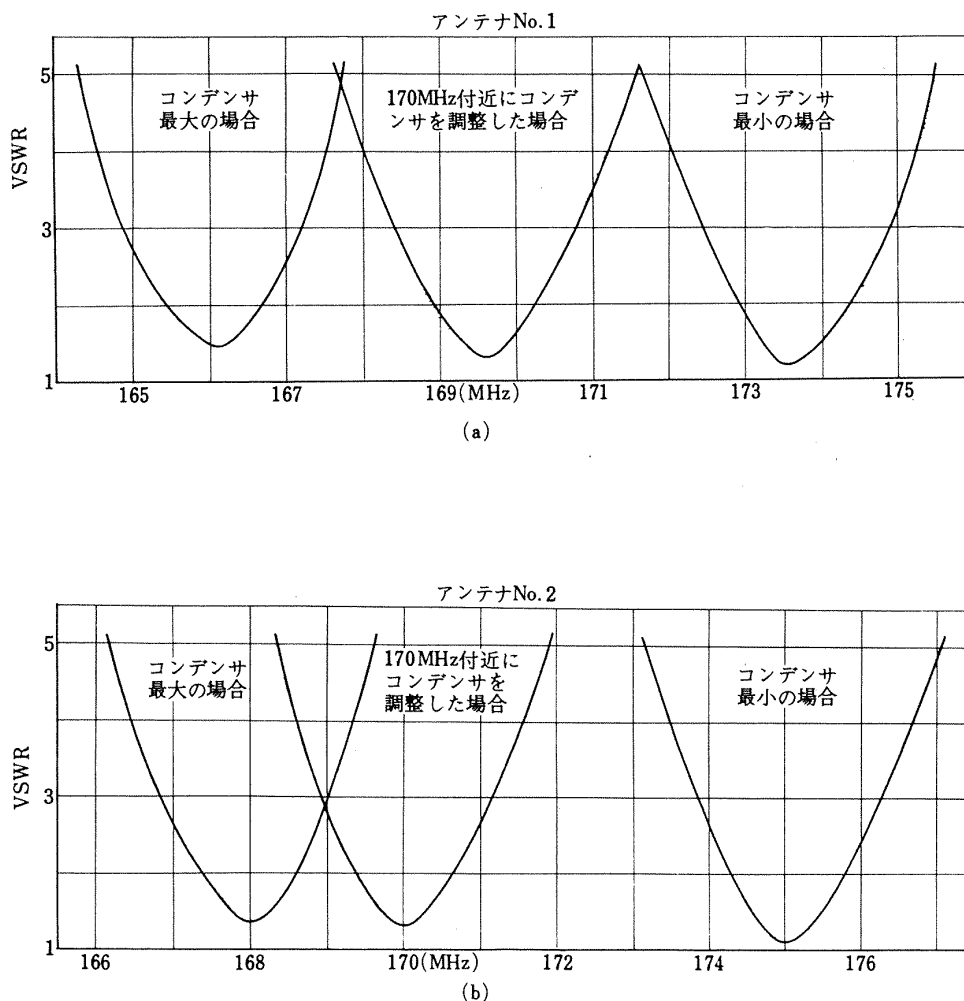 アンテナNo.1
5
3
1
VSWR
コンデンサ
最大の場合
170MHz付近にコンデ
ンサを調整した場合
コンデンサ
最小の場合
165 167 169(MHz) 171 173 175
(a)
アンテナNo.2
5
3
1
VSWR
コンデンサ
最大の場合
170MHz付近に
コンデンサを
調整した場合
コンデンサ
最小の場合
166 168 170(MHz) 172 174 176
(b)